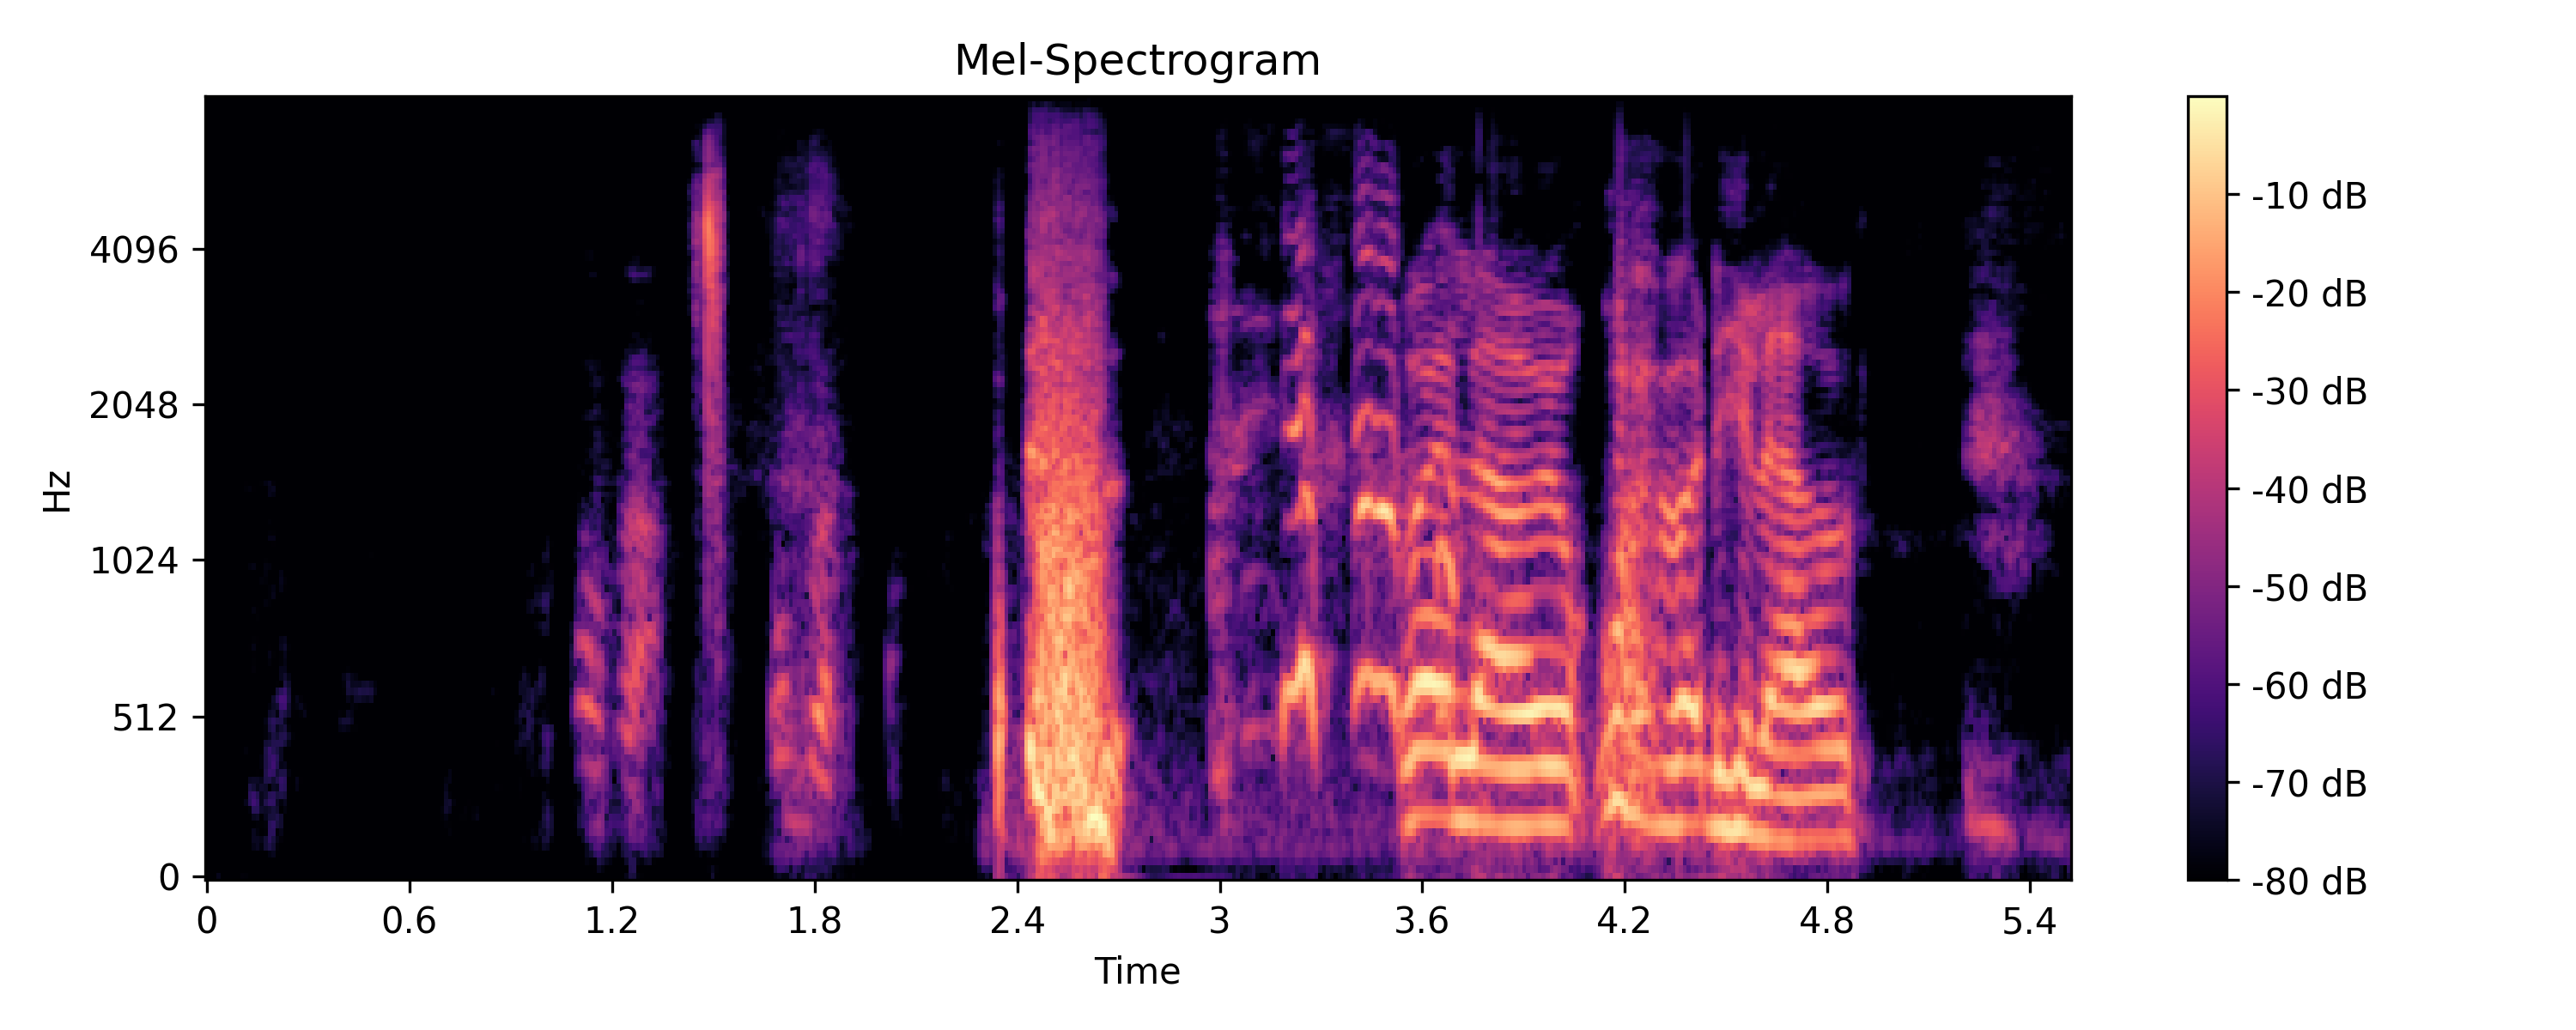 Mel-Spectrogram
Hz
4096
2048
1024
512
0
0 0.6 1.2 1.8 2.4 3 3.6 4.2 4.8 5.4
Time
-10 dB
-20 dB
-30 dB
-40 dB
-50 dB
-60 dB
-70 dB
-80 dB